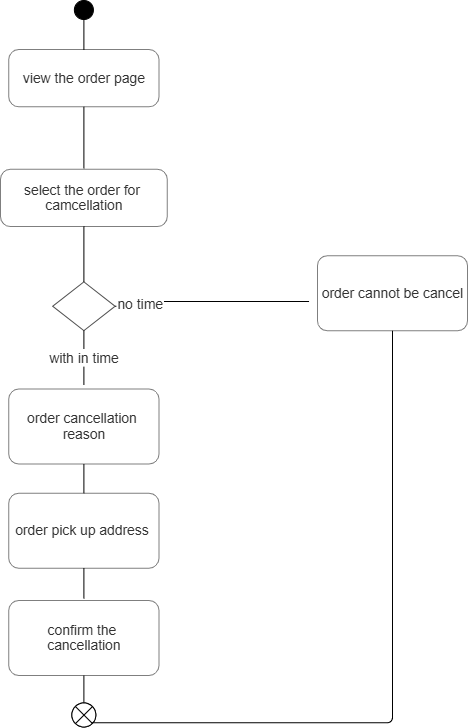 view the order page
select the order for
camcellation
no time
order cannot be cancel
with in time
order cancellation
reason
order pick up address
confirm the
cancellation